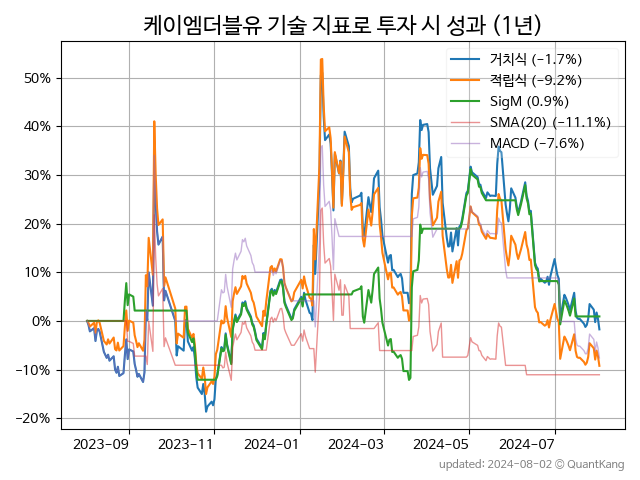 케이엠더블유 기술 지표로 투자 시 성과 (1년)
거치식 (−1.7%)
적립식 (−9.2%)
SigM (0.9%)
SMA(20) (−11.1%)
MACD (−7.6%)
50%
40%
30%
20%
10%
0%
−10%
−20%
2023-09 2023-11 2024-01 2024-03 2024-05 2024-07
updated: 2024-08-02 © QuantKang